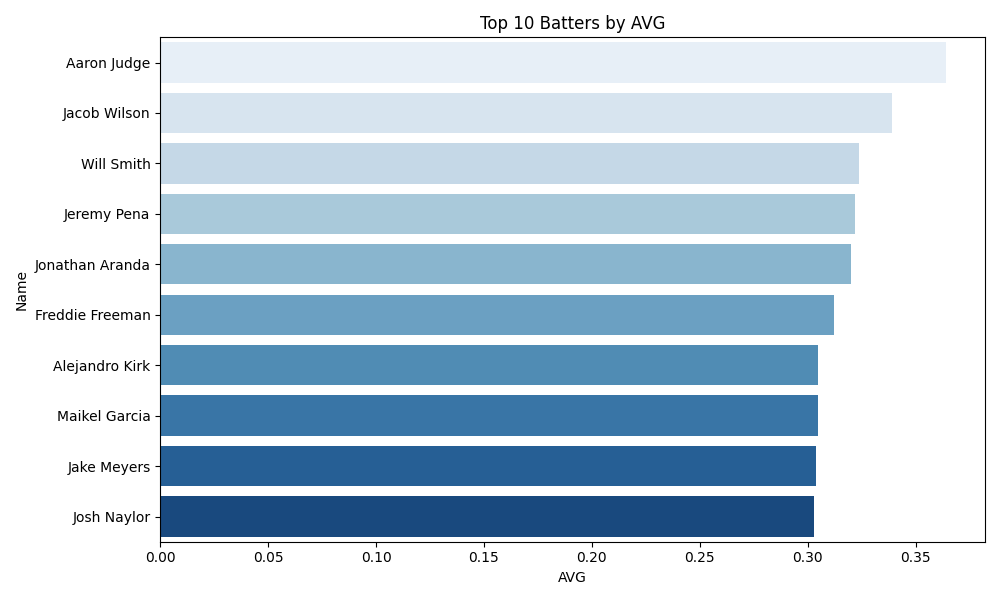 Top 10 Batters by AVG
Aaron Judge
Jacob Wilson
Will Smith
Jeremy Pena
Jonathan Aranda
Freddie Freeman
Alejandro Kirk
Maikel Garcia
Jake Meyers
Josh Naylor
Name
0.00 0.05 0.10 0.15 0.20 0.25 0.30 0.35
AVG